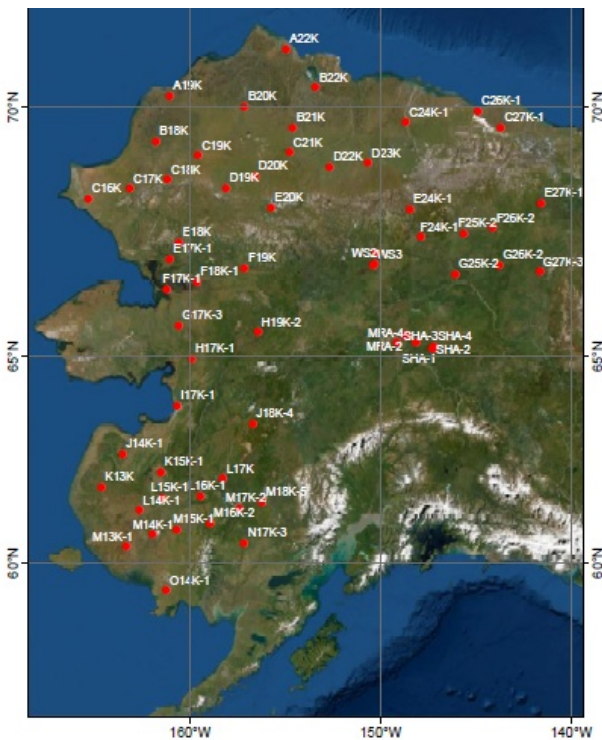 A22K
B22K
A19K
B20K
C26K-1
70°N
70°N
C24K-1
B21K
C27K-1
B18K
C21K
C19K
D22K
D23K
C18K
D20K
C17K
D19K
C16K
E27K-1
E20K
E24K-1
F26K-2
F25K-2
F24K-1
E18K
E17K-1
WS2
WS3
F19K
G26K-2
G25K-2
G27K-3
F18K-1
F17K-1
G17K-3
H19K-2
MRA-4
SHA-3
SHA-4
MRA-2
SHA-2
SHA-1
65°N
65°N
H17K-1
I17K-1
J18K-4
J14K-1
K15K-1
L17K
K13K
L15K-1
L16K-1
M18K-5
M17K-2
L14K-1
M16K-2
M15K-1
M14K-1
M13K-1
N17K-3
60°N
60°N
O14K-1
160°W
150°W
140°W